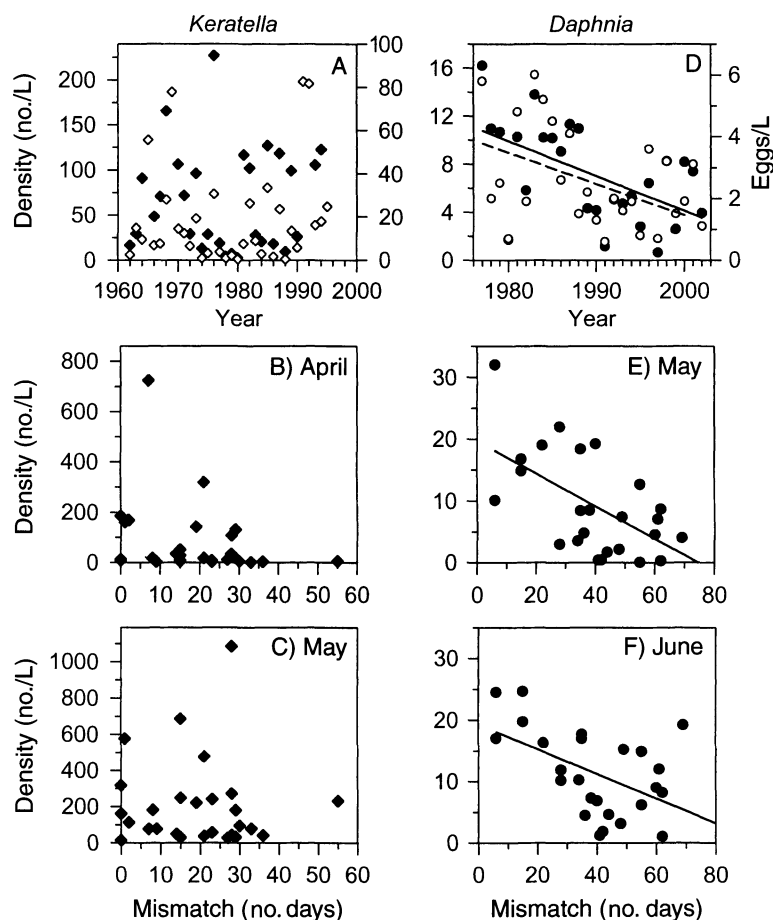 Keratella
Daphnia
A
D
Density (no./L)
200
150
100
50
0
100
80
60
40
20
0
16
12
8
4
0
6
4
2
0
Eggs/L
1960 1970 1980 1990 2000
1980 1990 2000
Year
Year
B) April
E) May
Density (no./L)
800
600
400
200
0
30
20
10
0
0 10 20 30 40 50 60
0 20 40 60 80
C) May
F) June
Density (no./L)
1000
800
600
400
200
0
30
20
10
0
0 10 20 30 40 50 60
0 20 40 60 80
Mismatch (no. days)
Mismatch (no. days)